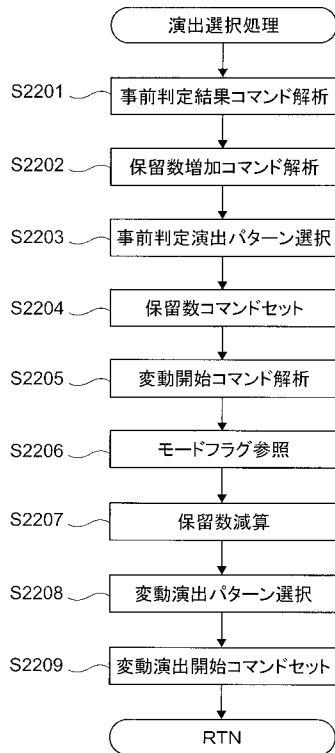 演出選択処理
S2201 事前判定結果コマンド解析
S2202 保留数増加コマンド解析
S2203 事前判定演出パターン選択
S2204 保留数コマンドセット
S2205 変動開始コマンド解析
S2206 モードフラグ参照
S2207 保留数減算
S2208 変動演出パターン選択
S2209 変動演出開始コマンドセット
RTN